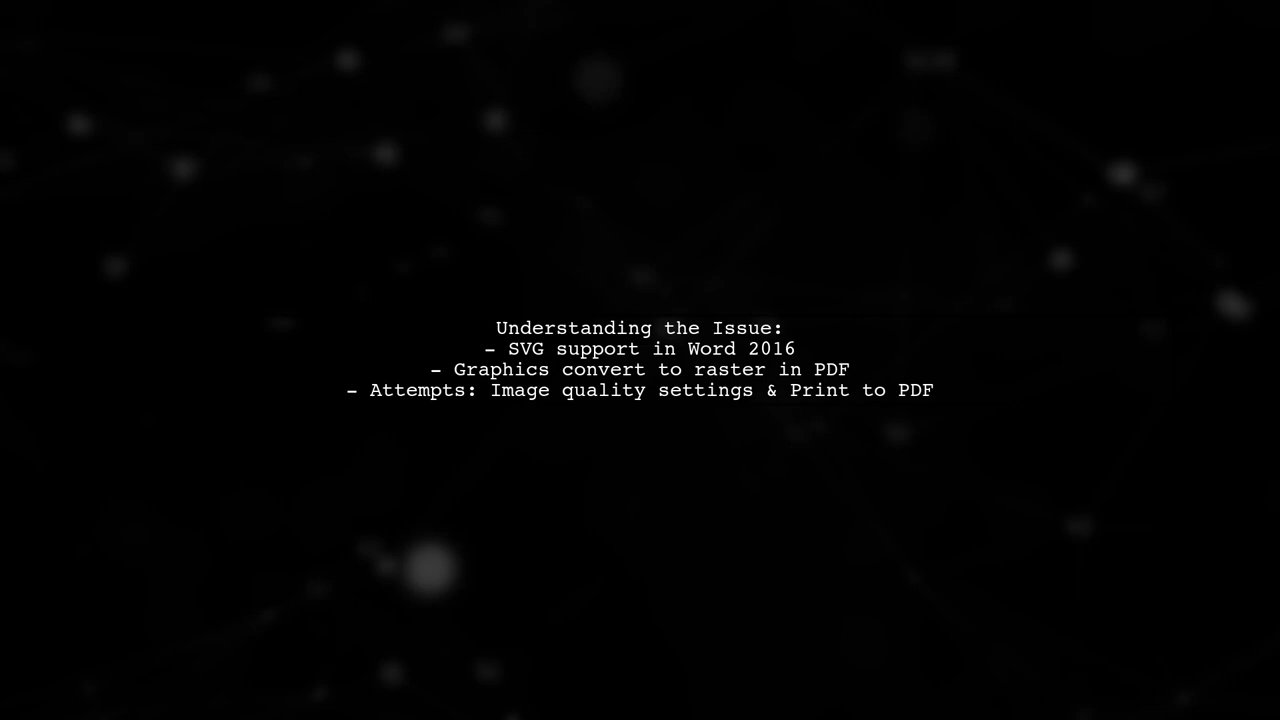 Understanding the Issue:
- SVG support in Word 2016
- Graphics convert to raster in PDF
- Attempts: Image quality settings & Print to PDF